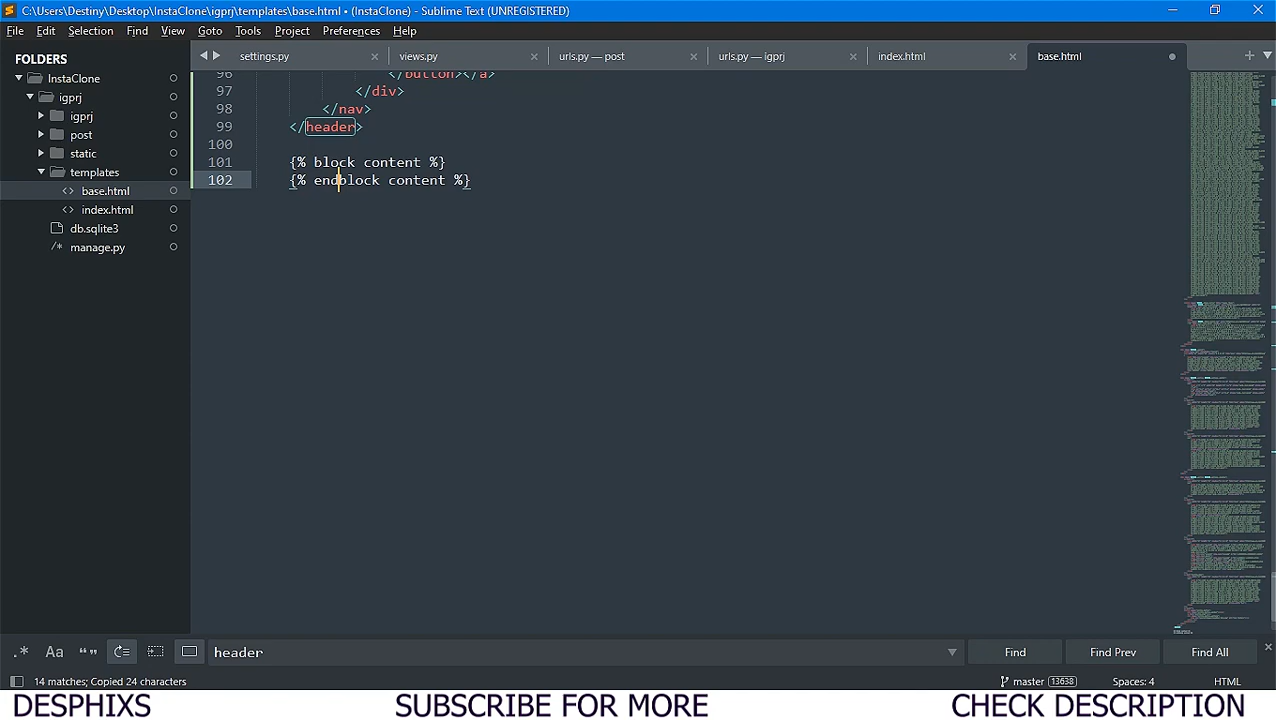 C:\Users\Destiny\Desktop\InstaClone\igprj\templates\base.html • (InstaClone) - Sublime Text (UNREGISTERED)
File Edit Selection Find View Goto Tools Project Preferences Help
FOLDERS
InstaClone
igprj
igprj
post
static
templates
<> base.html
<> index.html
db.sqlite3
/* manage.py
settings.py
views.py
urls.py — post
urls.py — igprj
index.html
base.html
96 </button></a>
97 </div>
98 </nav>
99 </header>
100
101 {% block content %}
102 {% endblock content %}
.* Aa “” header Find Find Prev Find All
14 matches; Copied 24 characters master 13638 Spaces: 4 HTML
DESPHIXS SUBSCRIBE FOR MORE CHECK DESCRIPTION